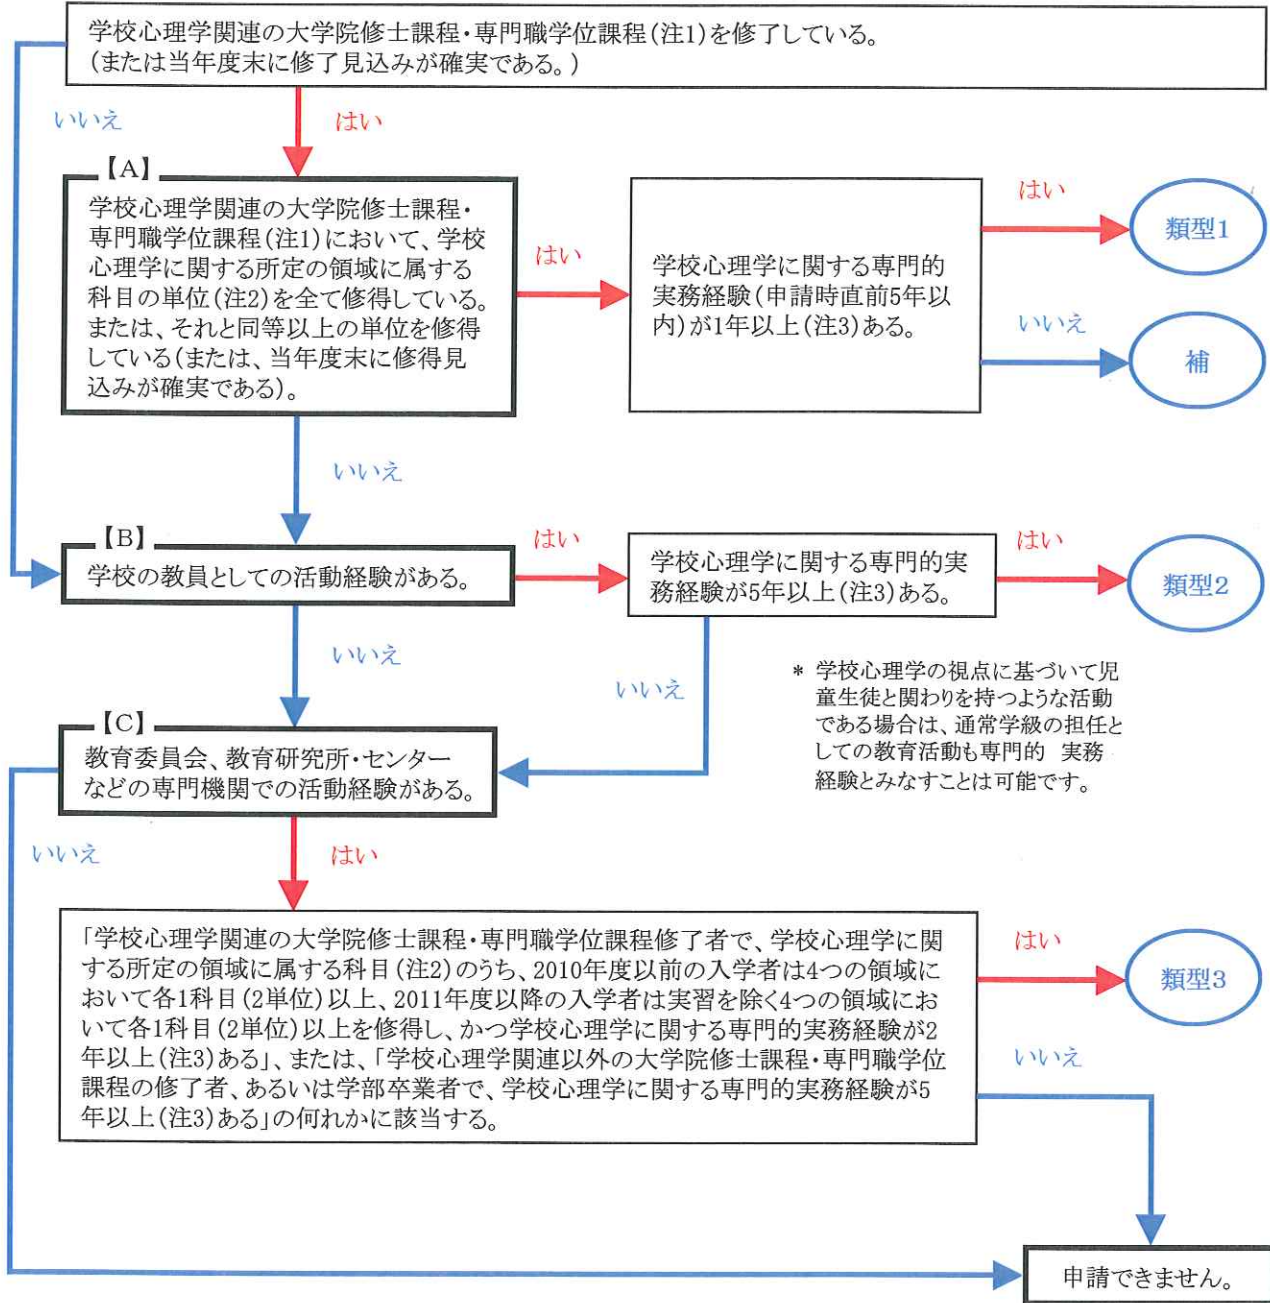 学校心理学関連の大学院修士課程・専門職学位課程(注1)を修了している。
(または当年度末に修了見込みが確実である。)
いいえ
はい
【A】
学校心理学関連の大学院修士課程・
専門職学位課程(注1)において、学校
心理学に関する所定の領域に属する
科目の単位(注2)を全て修得している。
または、それと同等以上の単位を修得
している(または、当年度末に修得見
込みが確実である)。
はい
学校心理学に関する専門的
実務経験(申請時直前5年以
内)が1年以上(注3)ある。
はい
類型1
いいえ
補
いいえ
【B】
学校の教員としての活動経験がある。
はい
学校心理学に関する専門的実
務経験が5年以上(注3)ある。
はい
類型2
いいえ
いいえ
* 学校心理学の視点に基づいて児
童生徒と関わりを持つような活動
である場合は、通常学級の担任と
しての教育活動も専門的 実務
経験とみなすことは可能です。
【C】
教育委員会、教育研究所・センター
などの専門機関での活動経験がある。
いいえ
はい
「学校心理学関連の大学院修士課程・専門職学位課程修了者で、学校心理学に関
する所定の領域に属する科目(注2)のうち、2010年度以前の入学者は4つの領域に
おいて各1科目(2単位)以上、2011年度以降の入学者は実習を除く4つの領域にお
いて各1科目(2単位)以上を修得し、かつ学校心理学に関する専門的実務経験が2
年以上(注3)ある」、または、「学校心理学関連以外の大学院修士課程・専門職学位
課程の修了者、あるいは学部卒業者で、学校心理学に関する専門的実務経験が5
年以上(注3)ある」の何れかに該当する。
はい
類型3
いいえ
申請できません。